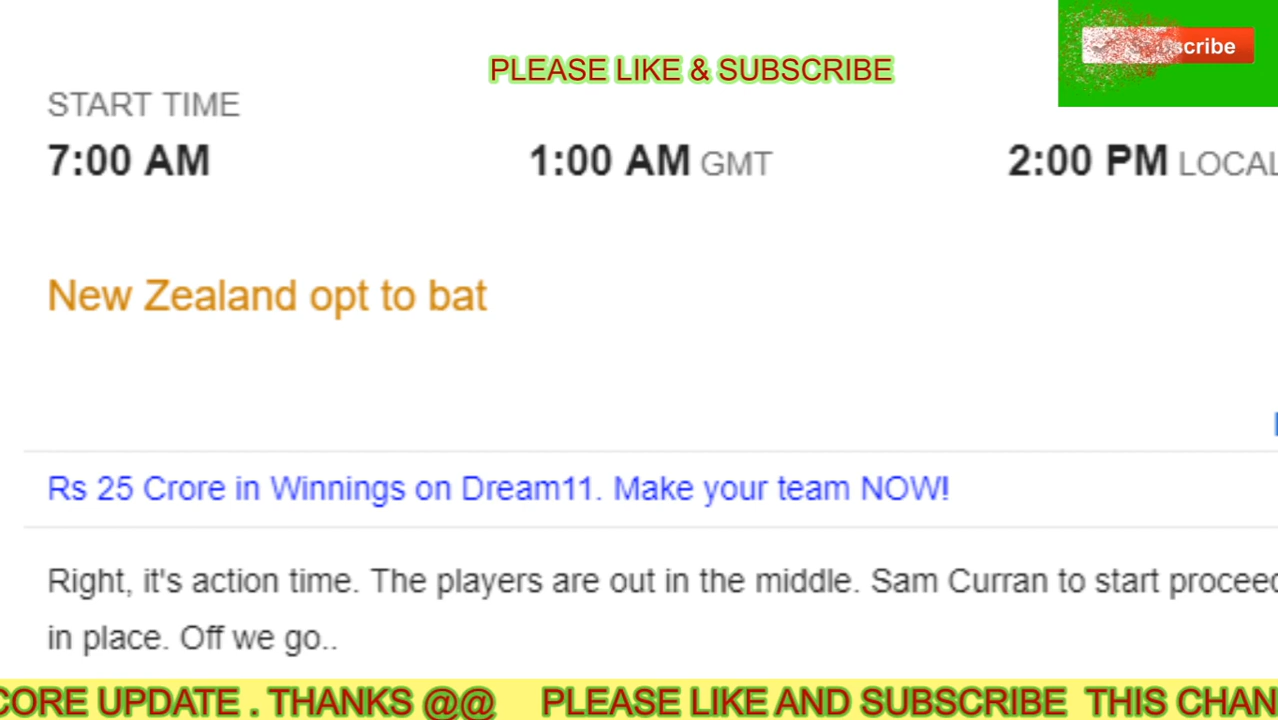 PLEASE LIKE & SUBSCRIBE
scribe
START TIME
7:00 AM 1:00 AM GMT 2:00 PM LOCAL
New Zealand opt to bat
Rs 25 Crore in Winnings on Dream11. Make your team NOW!
Right, it's action time. The players are out in the middle. Sam Curran to start proceed
in place. Off we go..
CORE UPDATE . THANKS @@ PLEASE LIKE AND SUBSCRIBE THIS CHAN